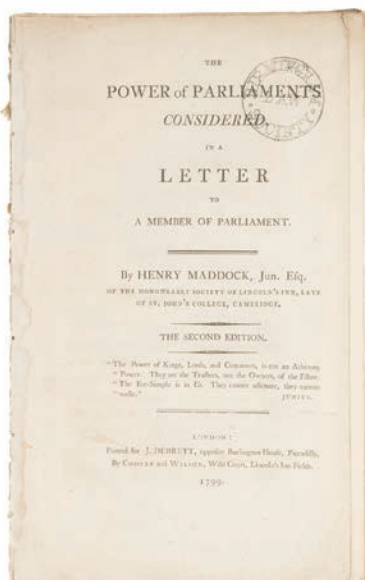 THE
POWER of PARLIAMENTS
CONSIDERED,
IN A
LETTER
TO
A MEMBER OF PARLIAMENT.
By HENRY MADDOCK, Jun. Esq.
OF THE HONOURABLE SOCIETY OF LINCOLN'S INN, LATE
OF ST. JOHN'S COLLEGE, CAMBRIDGE.
THE SECOND EDITION.
"The Power of Kings, Lords, and Commons, is not an Arbitrary
"Power. They are the Trustees, not the Owners, of the Estate.
"The Fee-Simple is in Us. They cannot alienate, they cannot
"waste."
JUNIUS.
LONDON:
Printed for J. DEBRETT, opposite Burlington House, Piccadilly,
By COOPER and WILSON, Wild Court, Lincoln's Inn Fields.
1799.